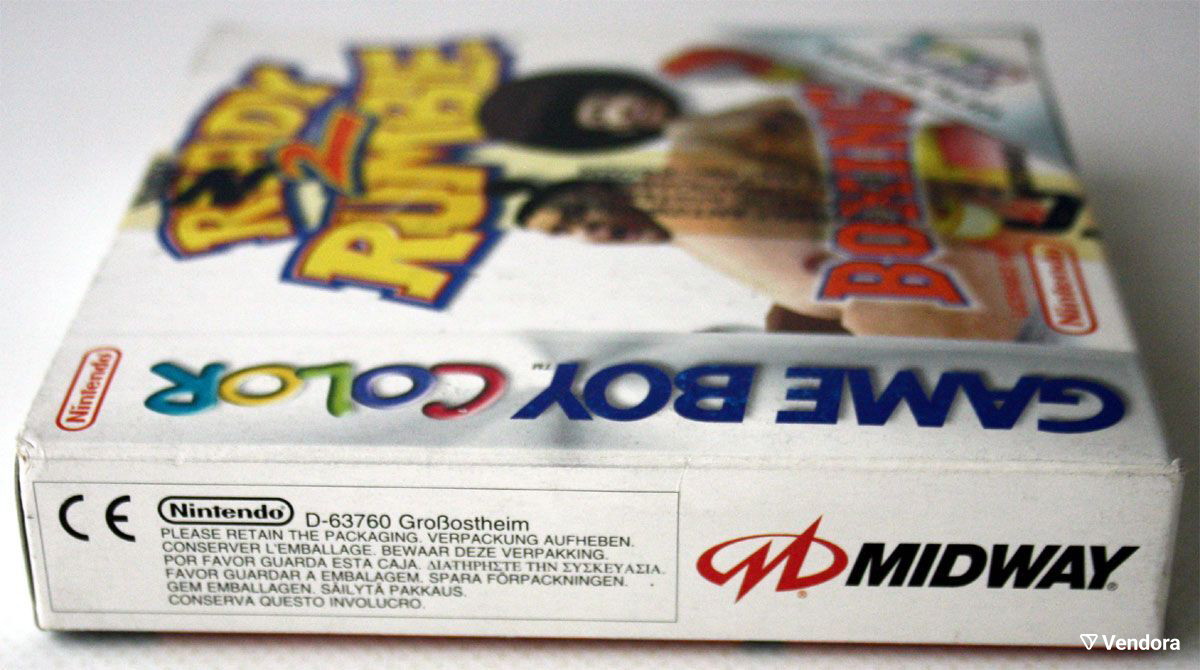 READY
2
RUMBLE
BOXING
Nintendo
Nintendo
GAME BOY COLOR™
CE
Nintendo® D-63760 Großostheim
PLEASE RETAIN THE PACKAGING. VERPACKUNG AUFHEBEN.
CONSERVER L'EMBALLAGE. BEWAAR DEZE VERPAKKING.
POR FAVOR GUARDA ESTA CAJA. ΔΙΑΤΗΡΗΣΤΕ ΤΗΝ ΣΥΣΚΕΥΑΣΙΑ.
FAVOR GUARDAR A EMBALAGEM. SPARA FÖRPACKNINGEN.
GEM EMBALLAGEN. SÄILYTÄ PAKKAUS.
CONSERVA QUESTO INVOLUCRO.
MIDWAY®
Vendora